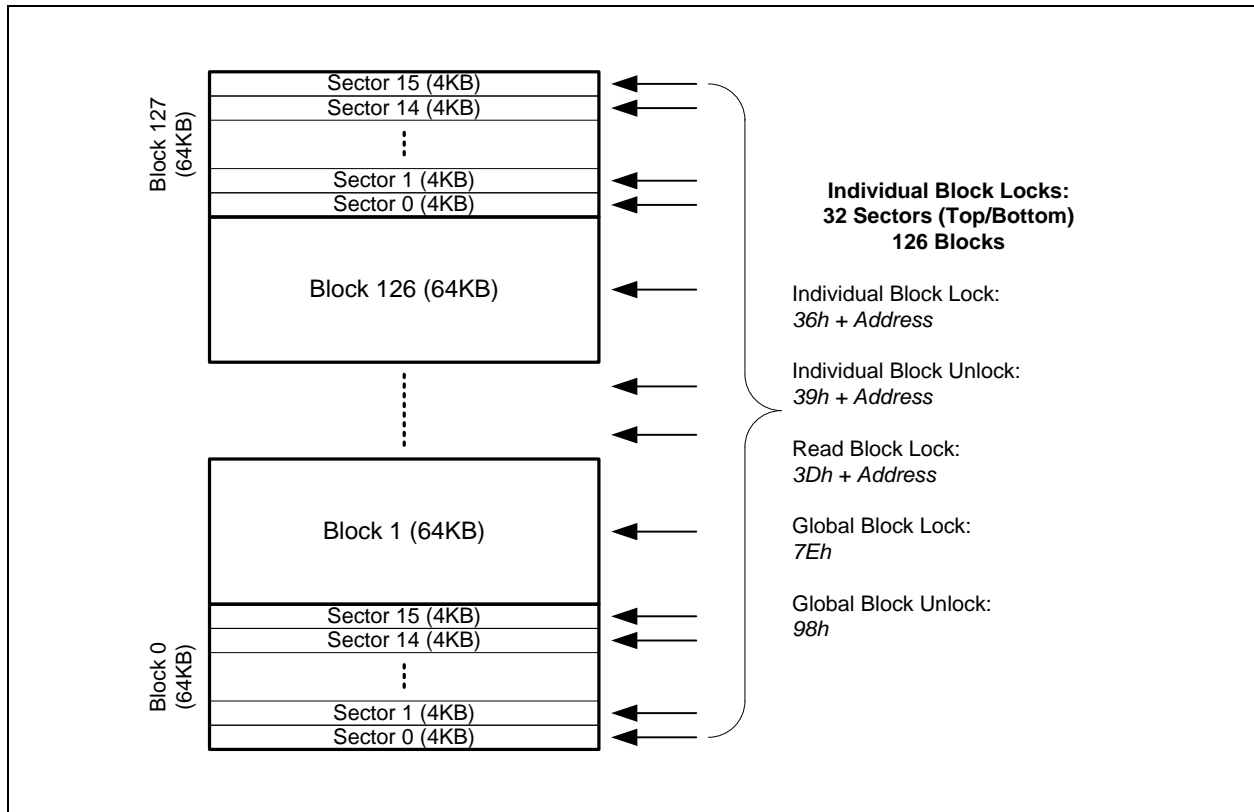 Block 127
(64KB)
Sector 15 (4KB)
Sector 14 (4KB)
Sector 1 (4KB)
Sector 0 (4KB)
Block 126 (64KB)
Block 1 (64KB)
Block 0
(64KB)
Sector 15 (4KB)
Sector 14 (4KB)
Sector 1 (4KB)
Sector 0 (4KB)
Individual Block Locks:
32 Sectors (Top/Bottom)
126 Blocks
Individual Block Lock:
36h + Address
Individual Block Unlock:
39h + Address
Read Block Lock:
3Dh + Address
Global Block Lock:
7Eh
Global Block Unlock:
98h